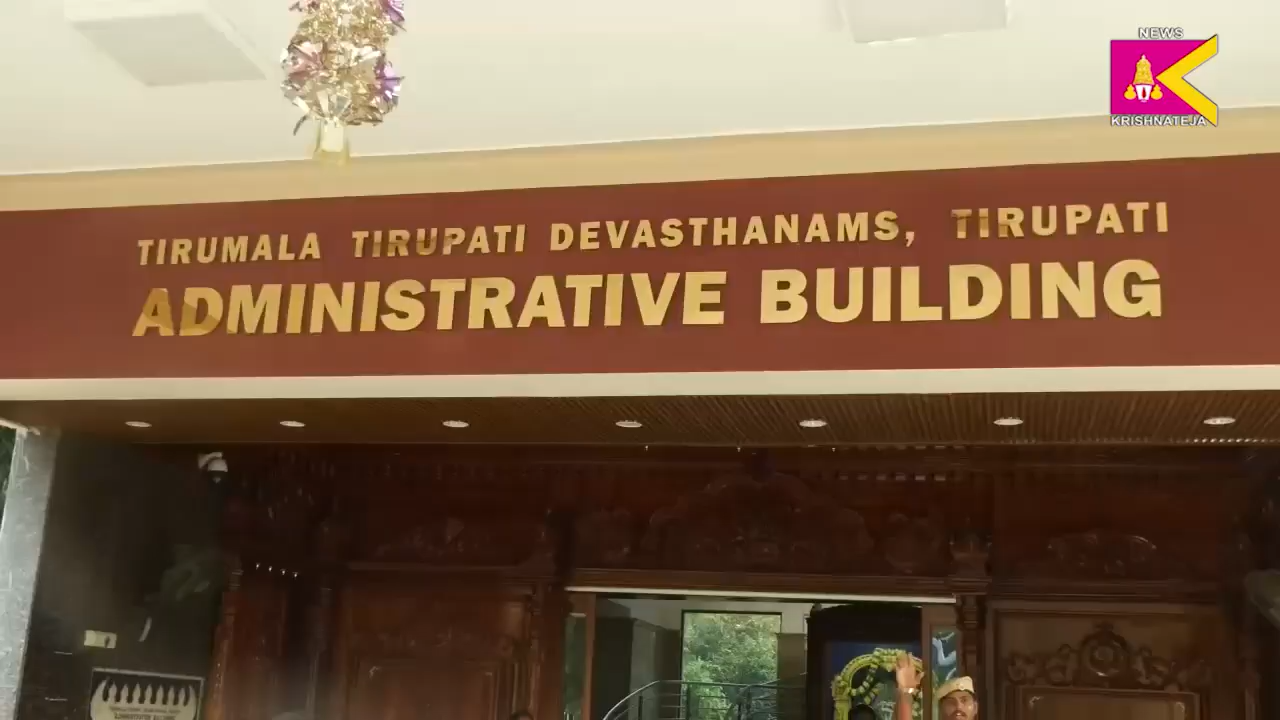 NEWS
KRISHNATEJA
TIRUMALA TIRUPATI DEVASTHANAMS, TIRUPATI
ADMINISTRATIVE BUILDING